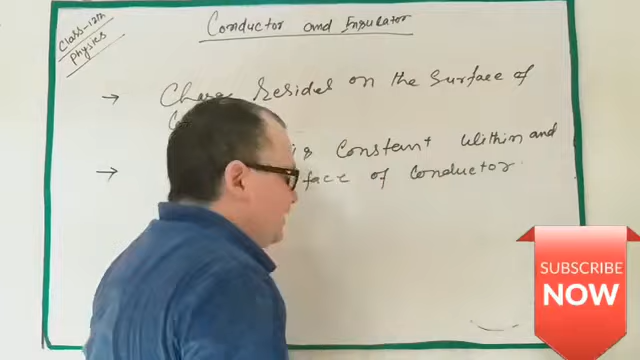 Class-12th
Physics
Conductor and Insulator
→ Charge resides on the surface of
is constant within and
→ face of conductor.
SUBSCRIBE
NOW